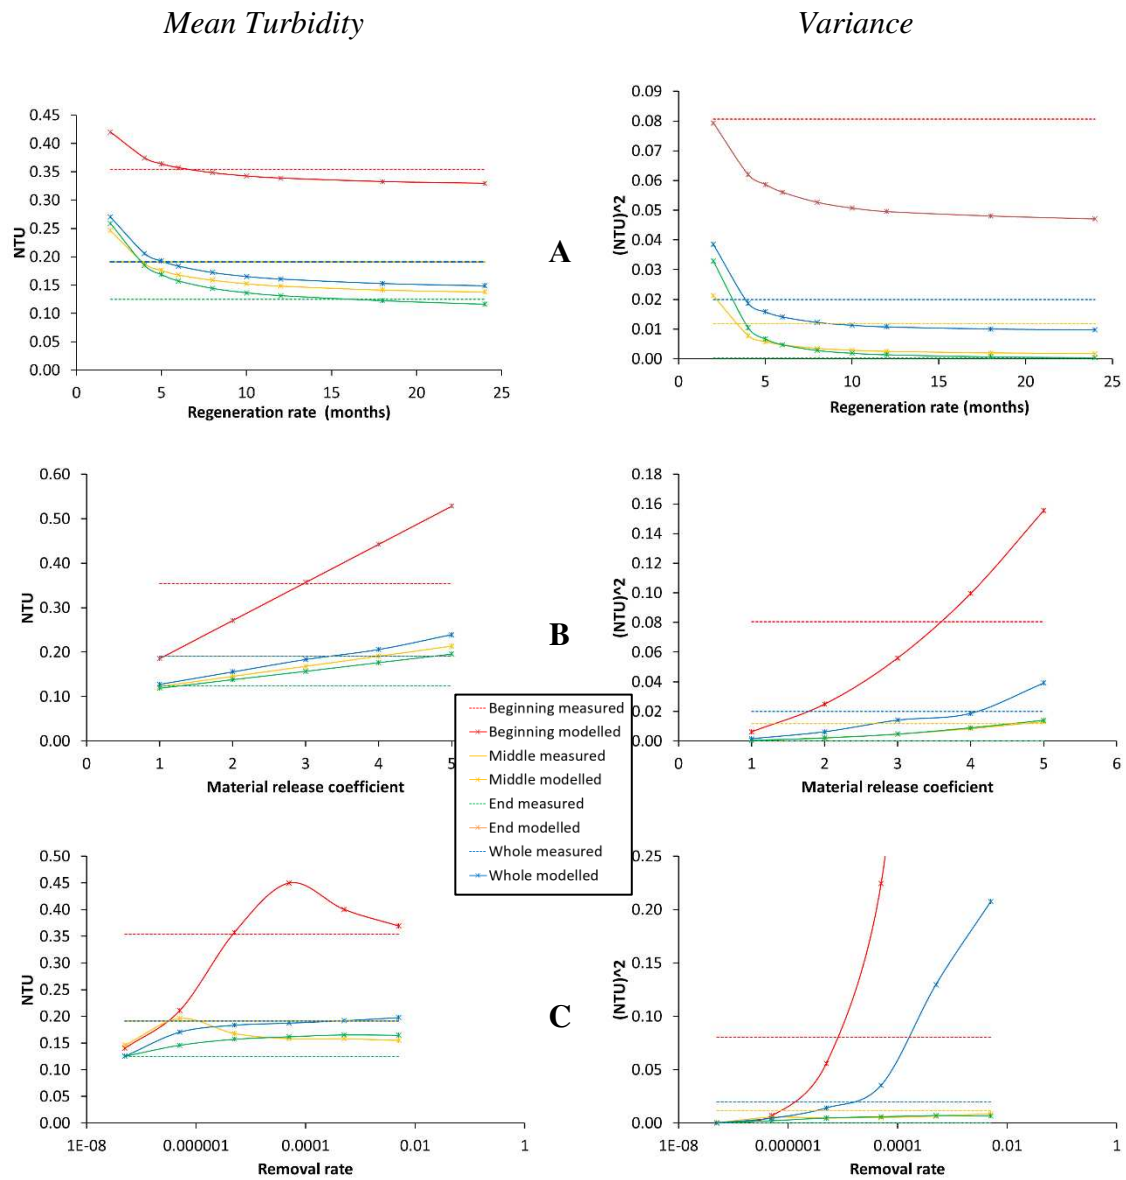 Mean Turbidity
Variance
0.45
0.40
0.35
0.30
0.25
0.20
0.15
0.10
0.05
0.00
NTU
0 5 10 15 20 25
Regeneration rate (months)
A
0.09
0.08
0.07
0.06
0.05
0.04
0.03
0.02
0.01
0.00
(NTU)^2
0 5 10 15 20 25
Regeneration rate (months)
0.60
0.50
0.40
0.30
0.20
0.10
0.00
NTU
0 1 2 3 4 5
Material release coefficient
B
0.18
0.16
0.14
0.12
0.10
0.08
0.06
0.04
0.02
0.00
(NTU)^2
0 1 2 3 4 5 6
Material release coefficient
Beginning measured
Beginning modelled
Middle measured
Middle modelled
End measured
End modelled
Whole measured
Whole modelled
0.50
0.45
0.40
0.35
0.30
0.25
0.20
0.15
0.10
0.05
0.00
NTU
1E-08 0.000001 0.0001 0.01 1
Removal rate
C
0.25
0.20
0.15
0.10
0.05
0.00
(NTU)^2
1E-08 0.000001 0.0001 0.01 1
Removal rate